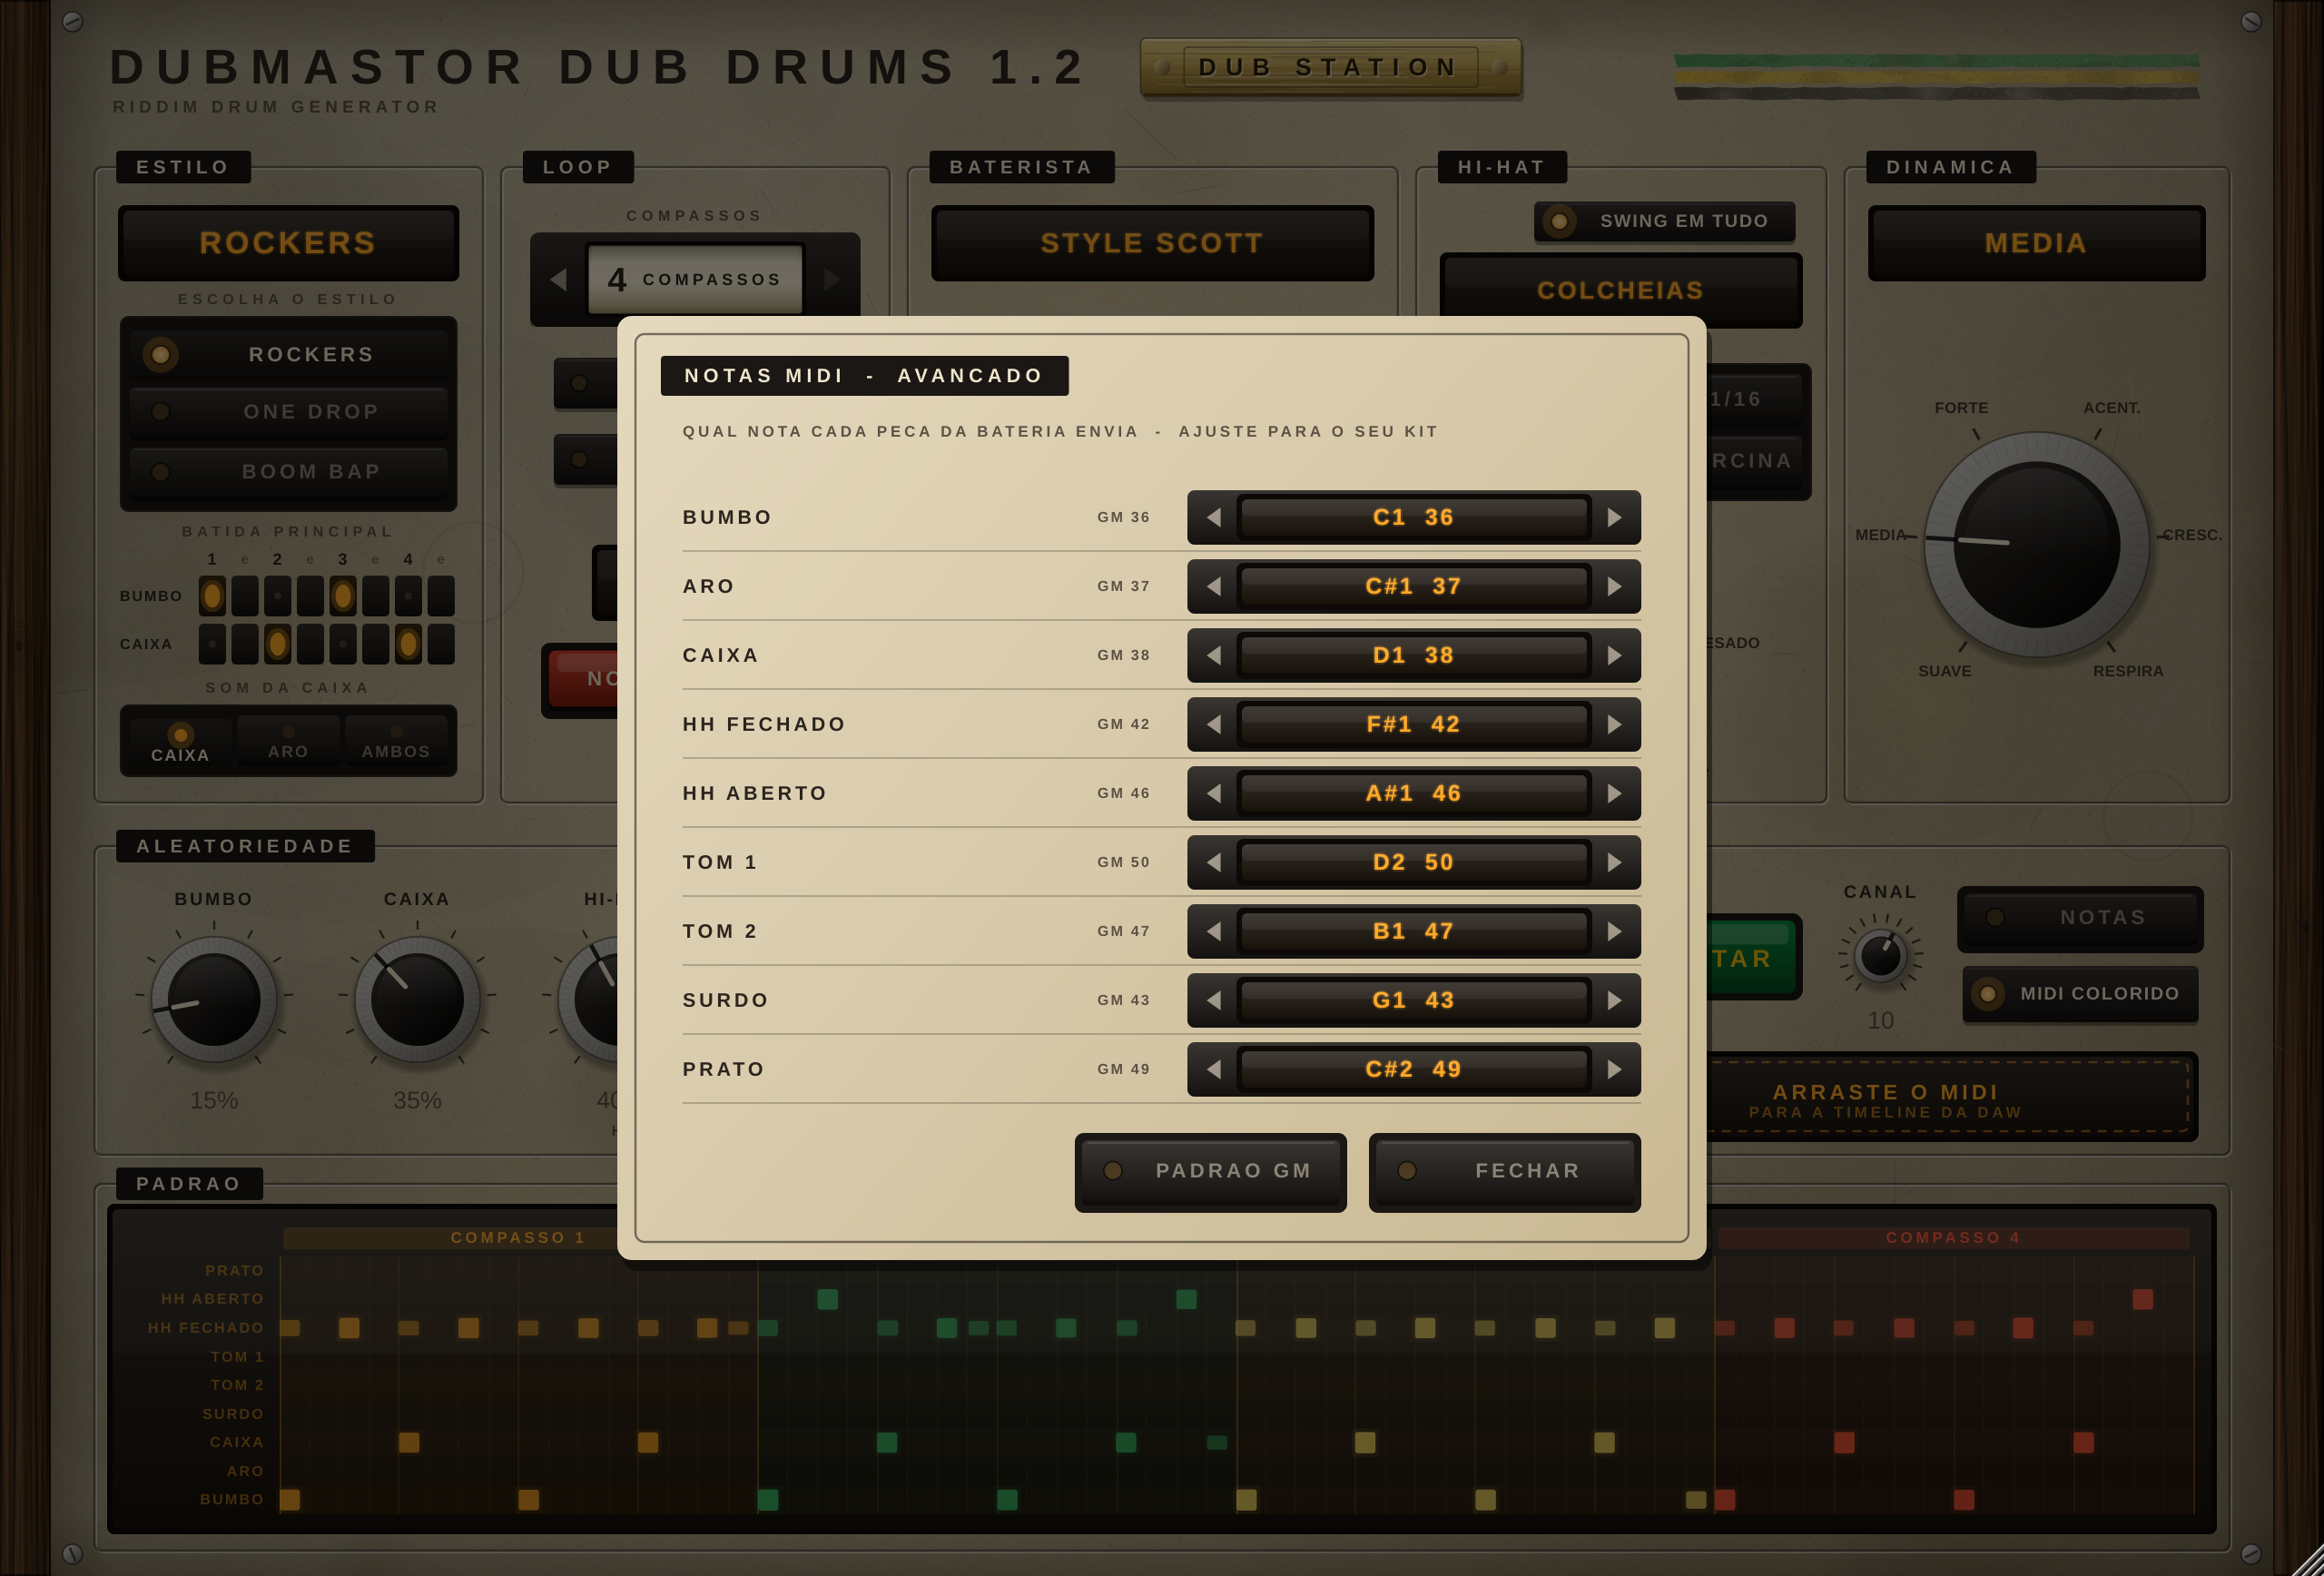 DUBMASTOR DUB DRUMS 1.2
RIDDIM DRUM GENERATOR
DUB STATION
ESTILO
ROCKERS
ESCOLHA O ESTILO
ROCKERS
ONE DROP
BOOM BAP
BATIDA PRINCIPAL
1 e 2 e 3 e 4 e
BUMBO
CAIXA
SOM DA CAIXA
CAIXA ARO AMBOS
LOOP
COMPASSOS
4 COMPASSOS
BATERISTA
STYLE SCOTT
HI-HAT
SWING EM TUDO
COLCHEIAS
1/16
DINAMICA
MEDIA
FORTE ACENT.
MEDIA CRESC.
SUAVE RESPIRA
NOTAS MIDI - AVANCADO
QUAL NOTA CADA PECA DA BATERIA ENVIA - AJUSTE PARA O SEU KIT
BUMBO GM 36 C1 36
ARO GM 37 C#1 37
CAIXA GM 38 D1 38
HH FECHADO GM 42 F#1 42
HH ABERTO GM 46 A#1 46
TOM 1 GM 50 D2 50
TOM 2 GM 47 B1 47
SURDO GM 43 G1 43
PRATO GM 49 C#2 49
PADRAO GM FECHAR
ALEATORIEDADE
BUMBO CAIXA
15% 35%
CANAL
10
NOTAS
MIDI COLORIDO
ARRASTE O MIDI
PARA A TIMELINE DA DAW
PADRAO
COMPASSO 1 COMPASSO 4
PRATO
HH ABERTO
HH FECHADO
TOM 1
TOM 2
SURDO
CAIXA
ARO
BUMBO